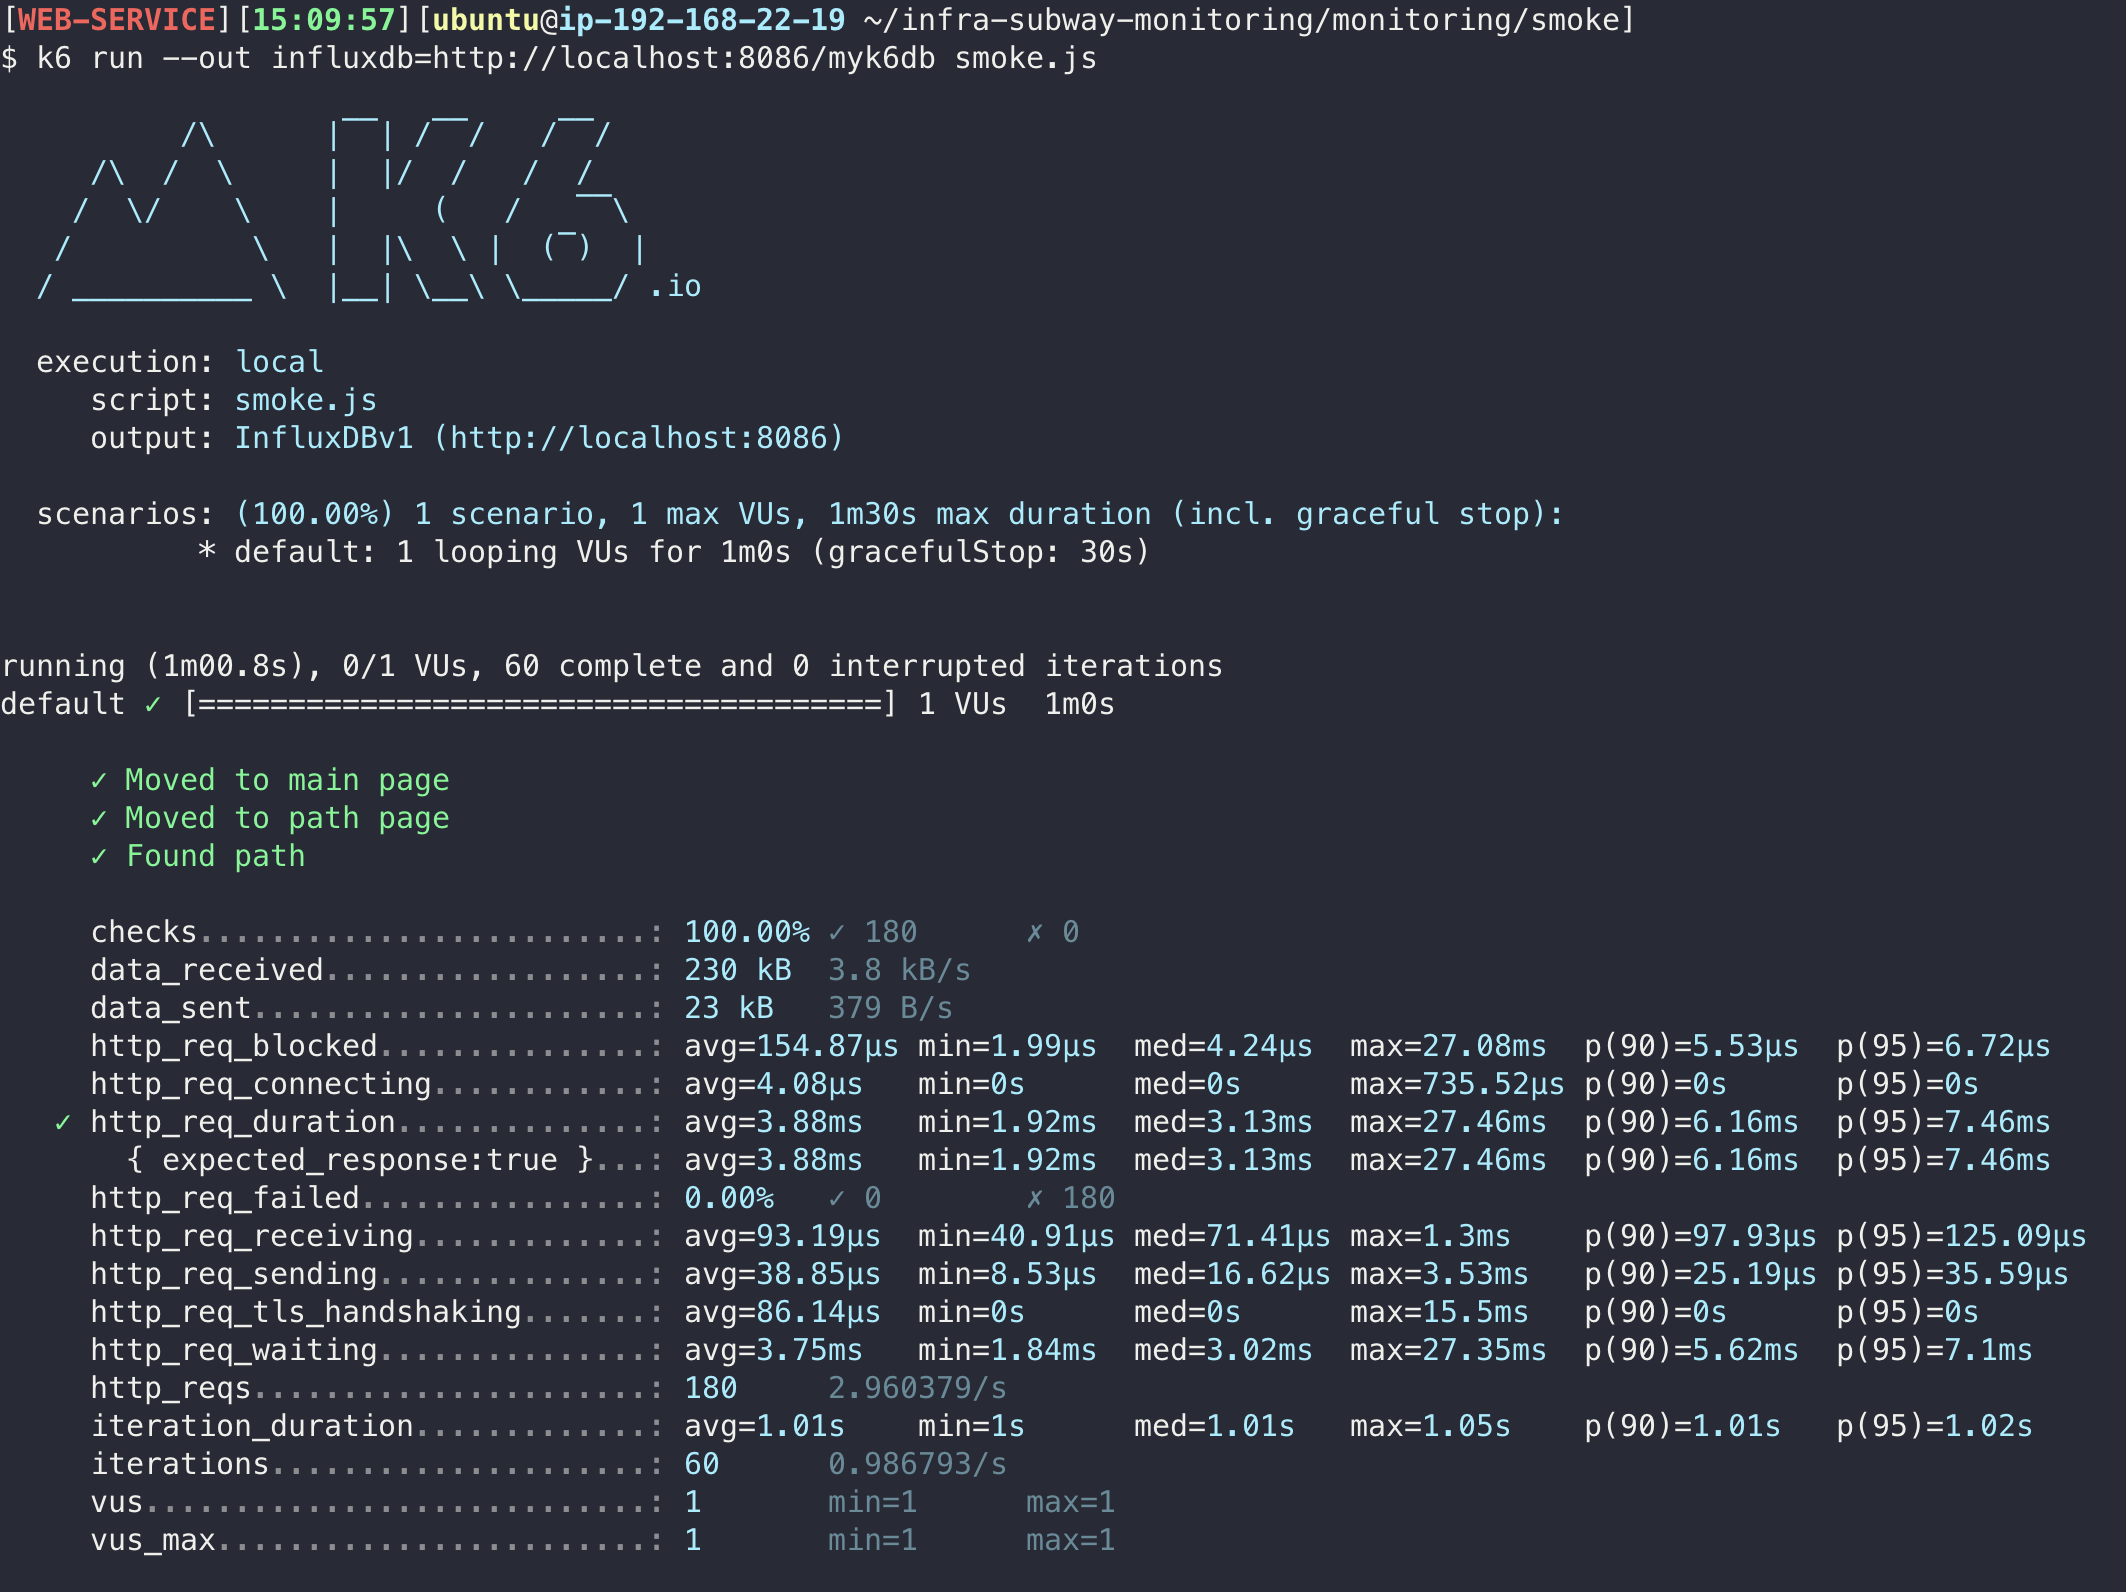 [WEB-SERVICE][15:09:57][ubuntu@ip-192-168-22-19 ~/infra-subway-monitoring/monitoring/smoke]
$ k6 run --out influxdb=http://localhost:8086/myk6db smoke.js
          /\      |‾‾| /‾‾/   /‾‾/
     /\  /  \     |  |/  /   /  /
    /  \/    \    |     (   /   ‾‾\
   /          \   |  |\  \ |  (‾)  |
  / __________ \  |__| \__\ \_____/ .io
  execution: local
     script: smoke.js
     output: InfluxDBv1 (http://localhost:8086)
  scenarios: (100.00%) 1 scenario, 1 max VUs, 1m30s max duration (incl. graceful stop):
           * default: 1 looping VUs for 1m0s (gracefulStop: 30s)
running (1m00.8s), 0/1 VUs, 60 complete and 0 interrupted iterations
default ✓ [======================================] 1 VUs  1m0s
     ✓ Moved to main page
     ✓ Moved to path page
     ✓ Found path
     checks.........................: 100.00% ✓ 180      ✗ 0
     data_received..................: 230 kB  3.8 kB/s
     data_sent......................: 23 kB   379 B/s
     http_req_blocked...............: avg=154.87µs min=1.99µs  med=4.24µs  max=27.08ms  p(90)=5.53µs  p(95)=6.72µs
     http_req_connecting............: avg=4.08µs   min=0s      med=0s      max=735.52µs p(90)=0s      p(95)=0s
   ✓ http_req_duration..............: avg=3.88ms   min=1.92ms  med=3.13ms  max=27.46ms  p(90)=6.16ms  p(95)=7.46ms
       { expected_response:true }...: avg=3.88ms   min=1.92ms  med=3.13ms  max=27.46ms  p(90)=6.16ms  p(95)=7.46ms
     http_req_failed................: 0.00%   ✓ 0        ✗ 180
     http_req_receiving.............: avg=93.19µs  min=40.91µs med=71.41µs max=1.3ms    p(90)=97.93µs p(95)=125.09µs
     http_req_sending...............: avg=38.85µs  min=8.53µs  med=16.62µs max=3.53ms   p(90)=25.19µs p(95)=35.59µs
     http_req_tls_handshaking.......: avg=86.14µs  min=0s      med=0s      max=15.5ms   p(90)=0s      p(95)=0s
     http_req_waiting...............: avg=3.75ms   min=1.84ms  med=3.02ms  max=27.35ms  p(90)=5.62ms  p(95)=7.1ms
     http_reqs......................: 180     2.960379/s
     iteration_duration.............: avg=1.01s    min=1s      med=1.01s   max=1.05s    p(90)=1.01s   p(95)=1.02s
     iterations.....................: 60      0.986793/s
     vus............................: 1       min=1      max=1
     vus_max........................: 1       min=1      max=1